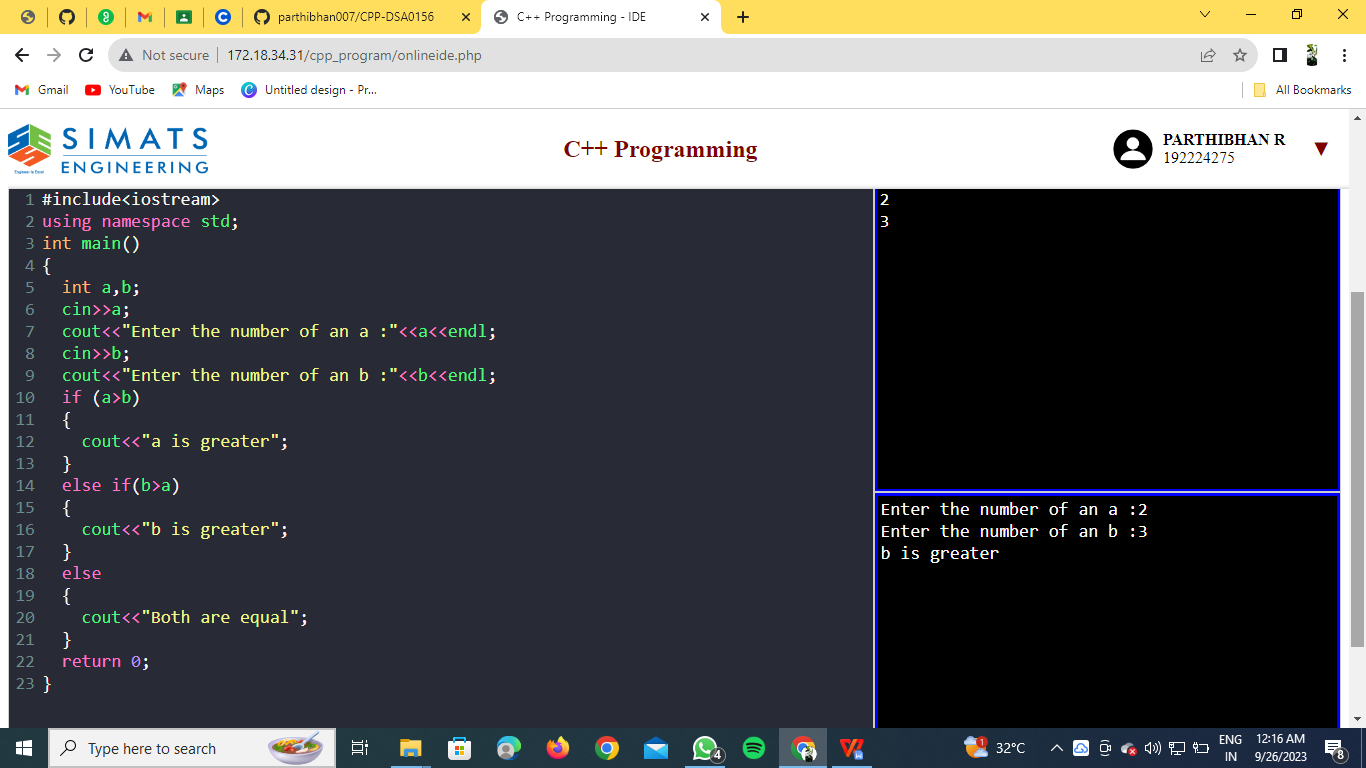 parthibhan007/CPP-DSA0156
C++ Programming - IDE
Not secure
172.18.34.31/cpp_program/onlineide.php
Gmail
YouTube
Maps
Untitled design - Pr...
All Bookmarks
SIMATS
ENGINEERING
Engineer to Excel
C++ Programming
PARTHIBHAN R
192224275
1 #include<iostream>
2 using namespace std;
3 int main()
4 {
5   int a,b;
6   cin>>a;
7   cout<<"Enter the number of an a :"<<a<<endl;
8   cin>>b;
9   cout<<"Enter the number of an b :"<<b<<endl;
10   if (a>b)
11   {
12     cout<<"a is greater";
13   }
14   else if(b>a)
15   {
16     cout<<"b is greater";
17   }
18   else
19   {
20     cout<<"Both are equal";
21   }
22   return 0;
23 }
2
3
Enter the number of an a :2
Enter the number of an b :3
b is greater
Type here to search
4
1
32°C
ENG
IN
12:16 AM
9/26/2023
8